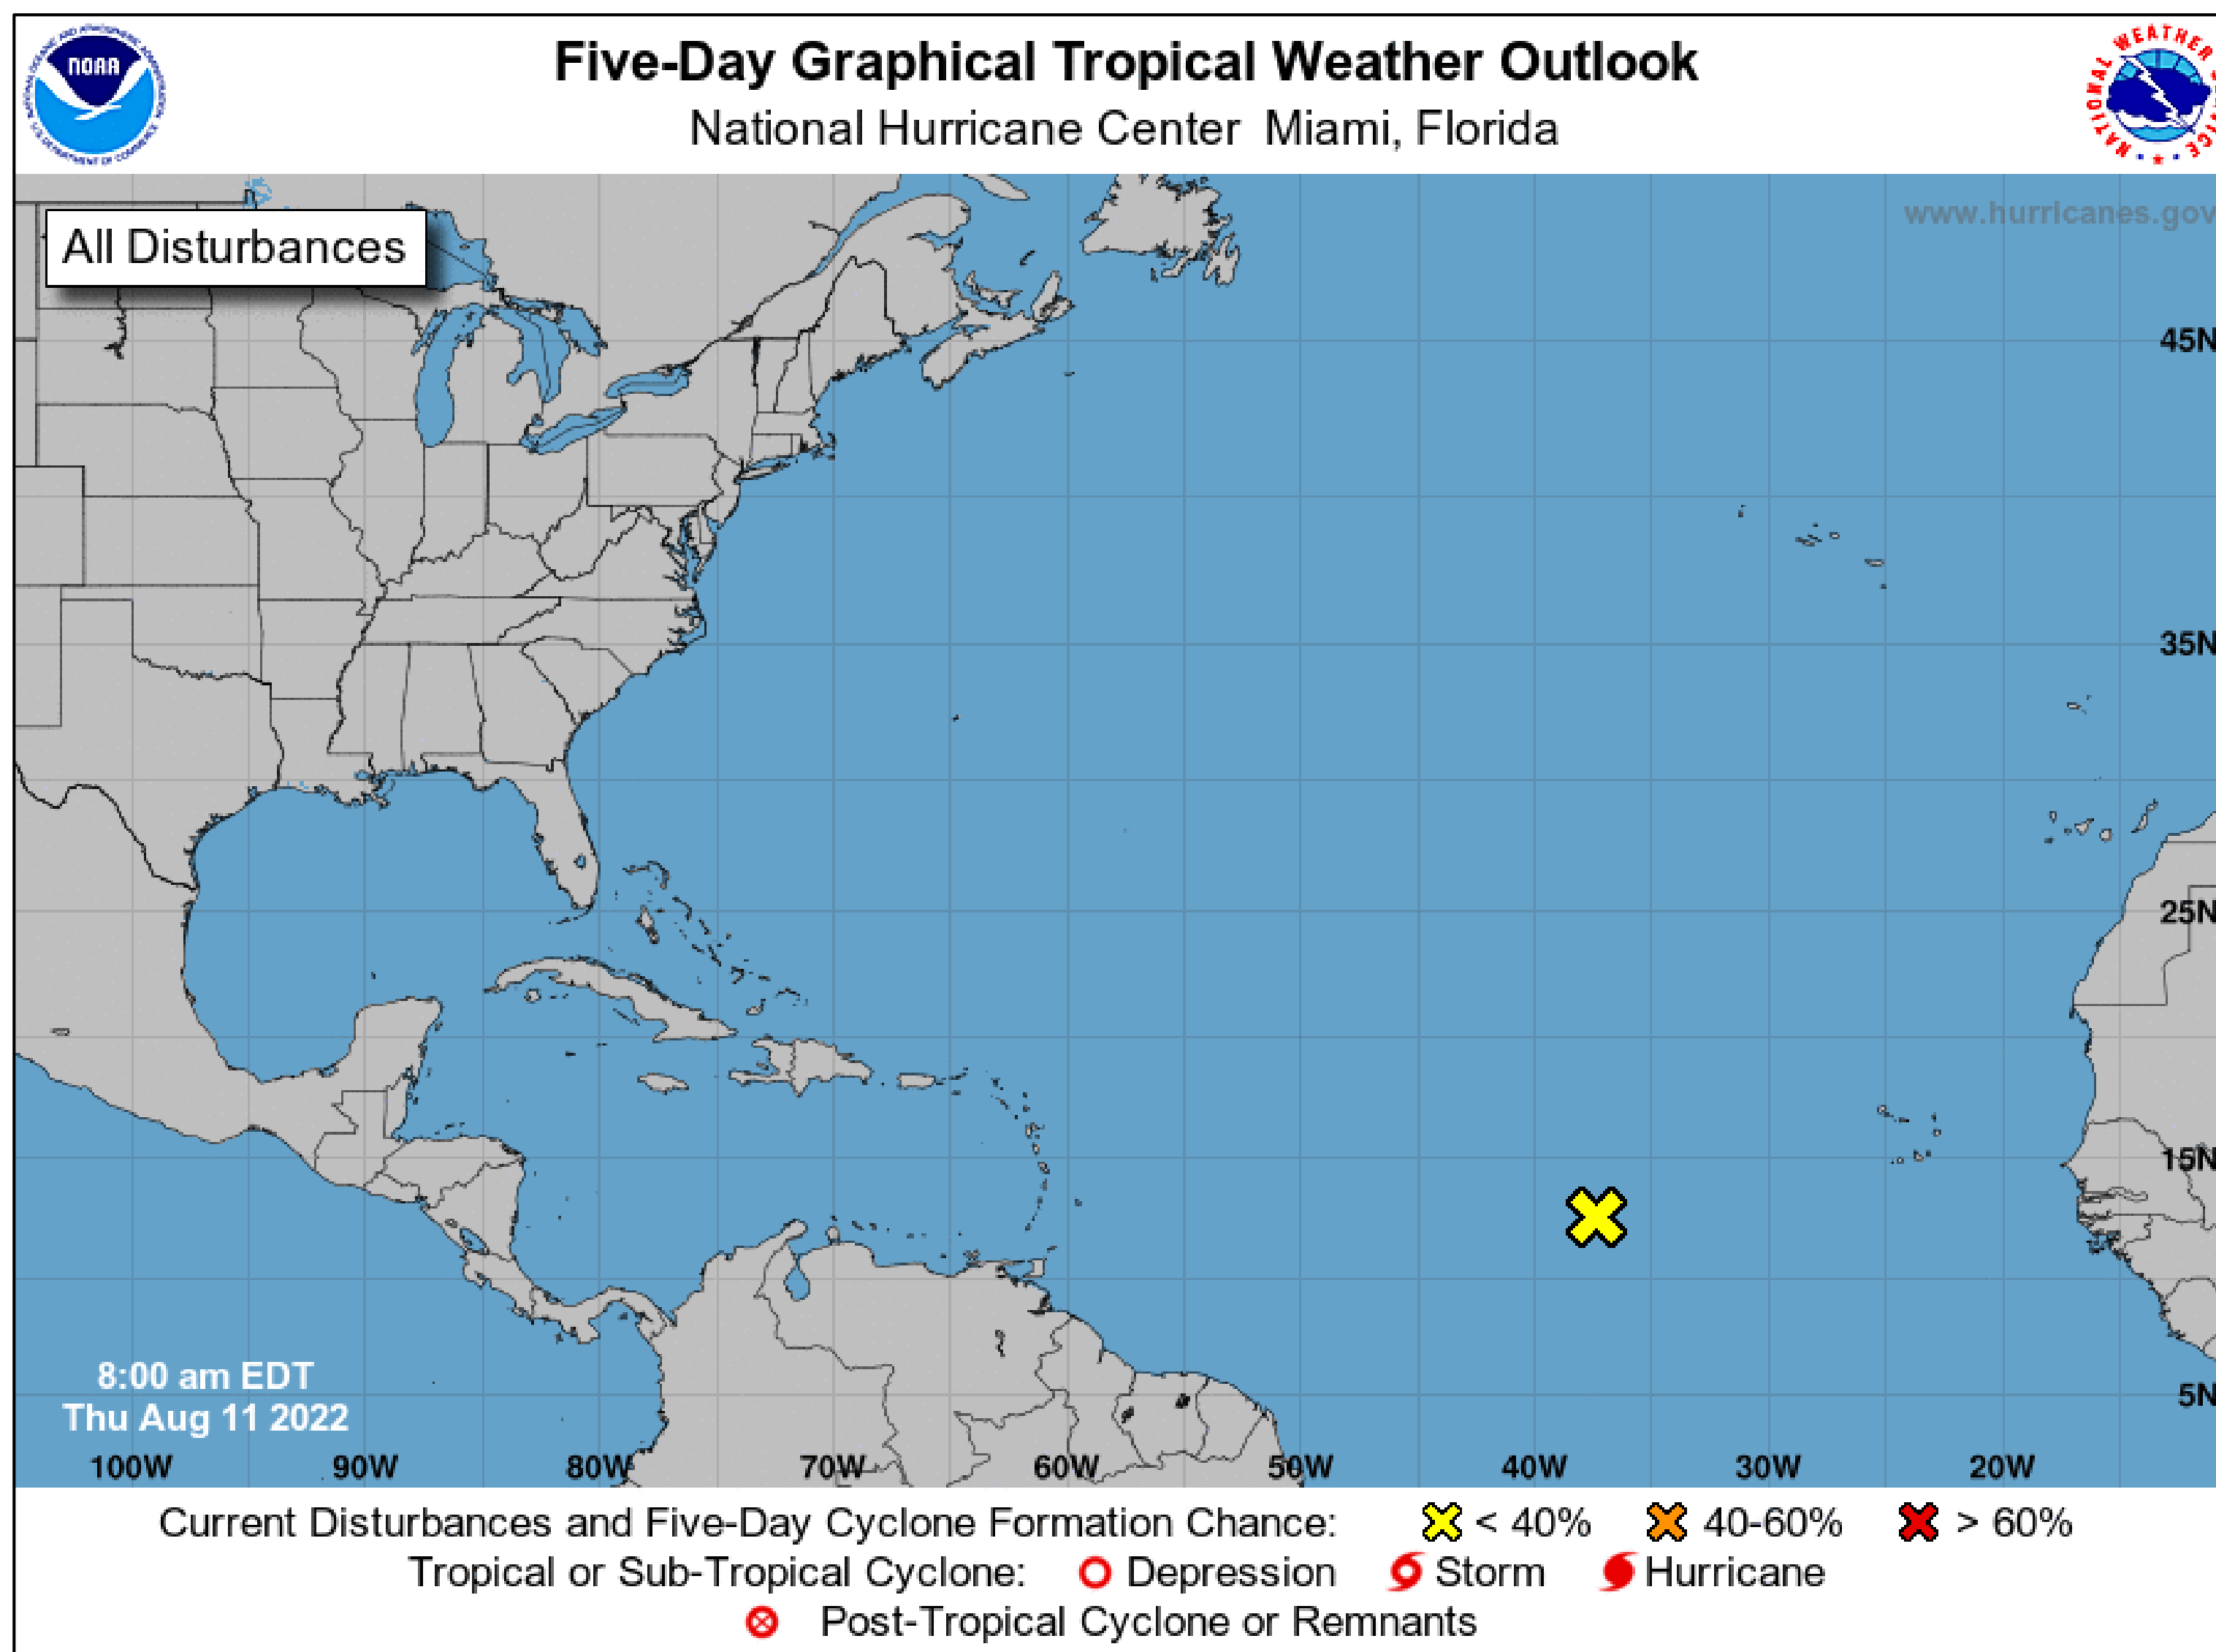 Five-Day Graphical Tropical Weather Outlook
National Hurricane Center Miami, Florida
NOAA
NATIONAL WEATHER
www.hurricanes.gov
All Disturbances
45N
35N
25N
15N
5N
8:00 am EDT
Thu Aug 11 2022
100W 90W 80W 70W 60W 50W 40W 30W 20W
Current Disturbances and Five-Day Cyclone Formation Chance: < 40% 40-60% > 60%
Tropical or Sub-Tropical Cyclone: Depression Storm Hurricane
Post-Tropical Cyclone or Remnants